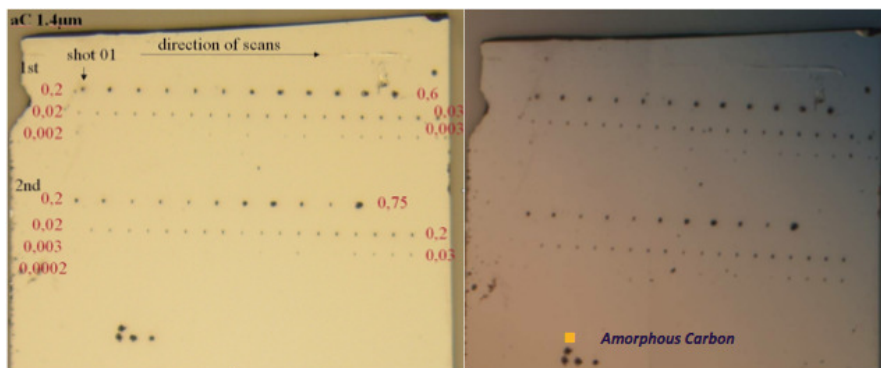 aC 1.4µm
shot 01
direction of scans
1st
0,2
0,6
0,02
0,03
0,002
0,003
2nd
0,2
0,75
0,02
0,2
0,003
0,03
0,0002
Amorphous Carbon